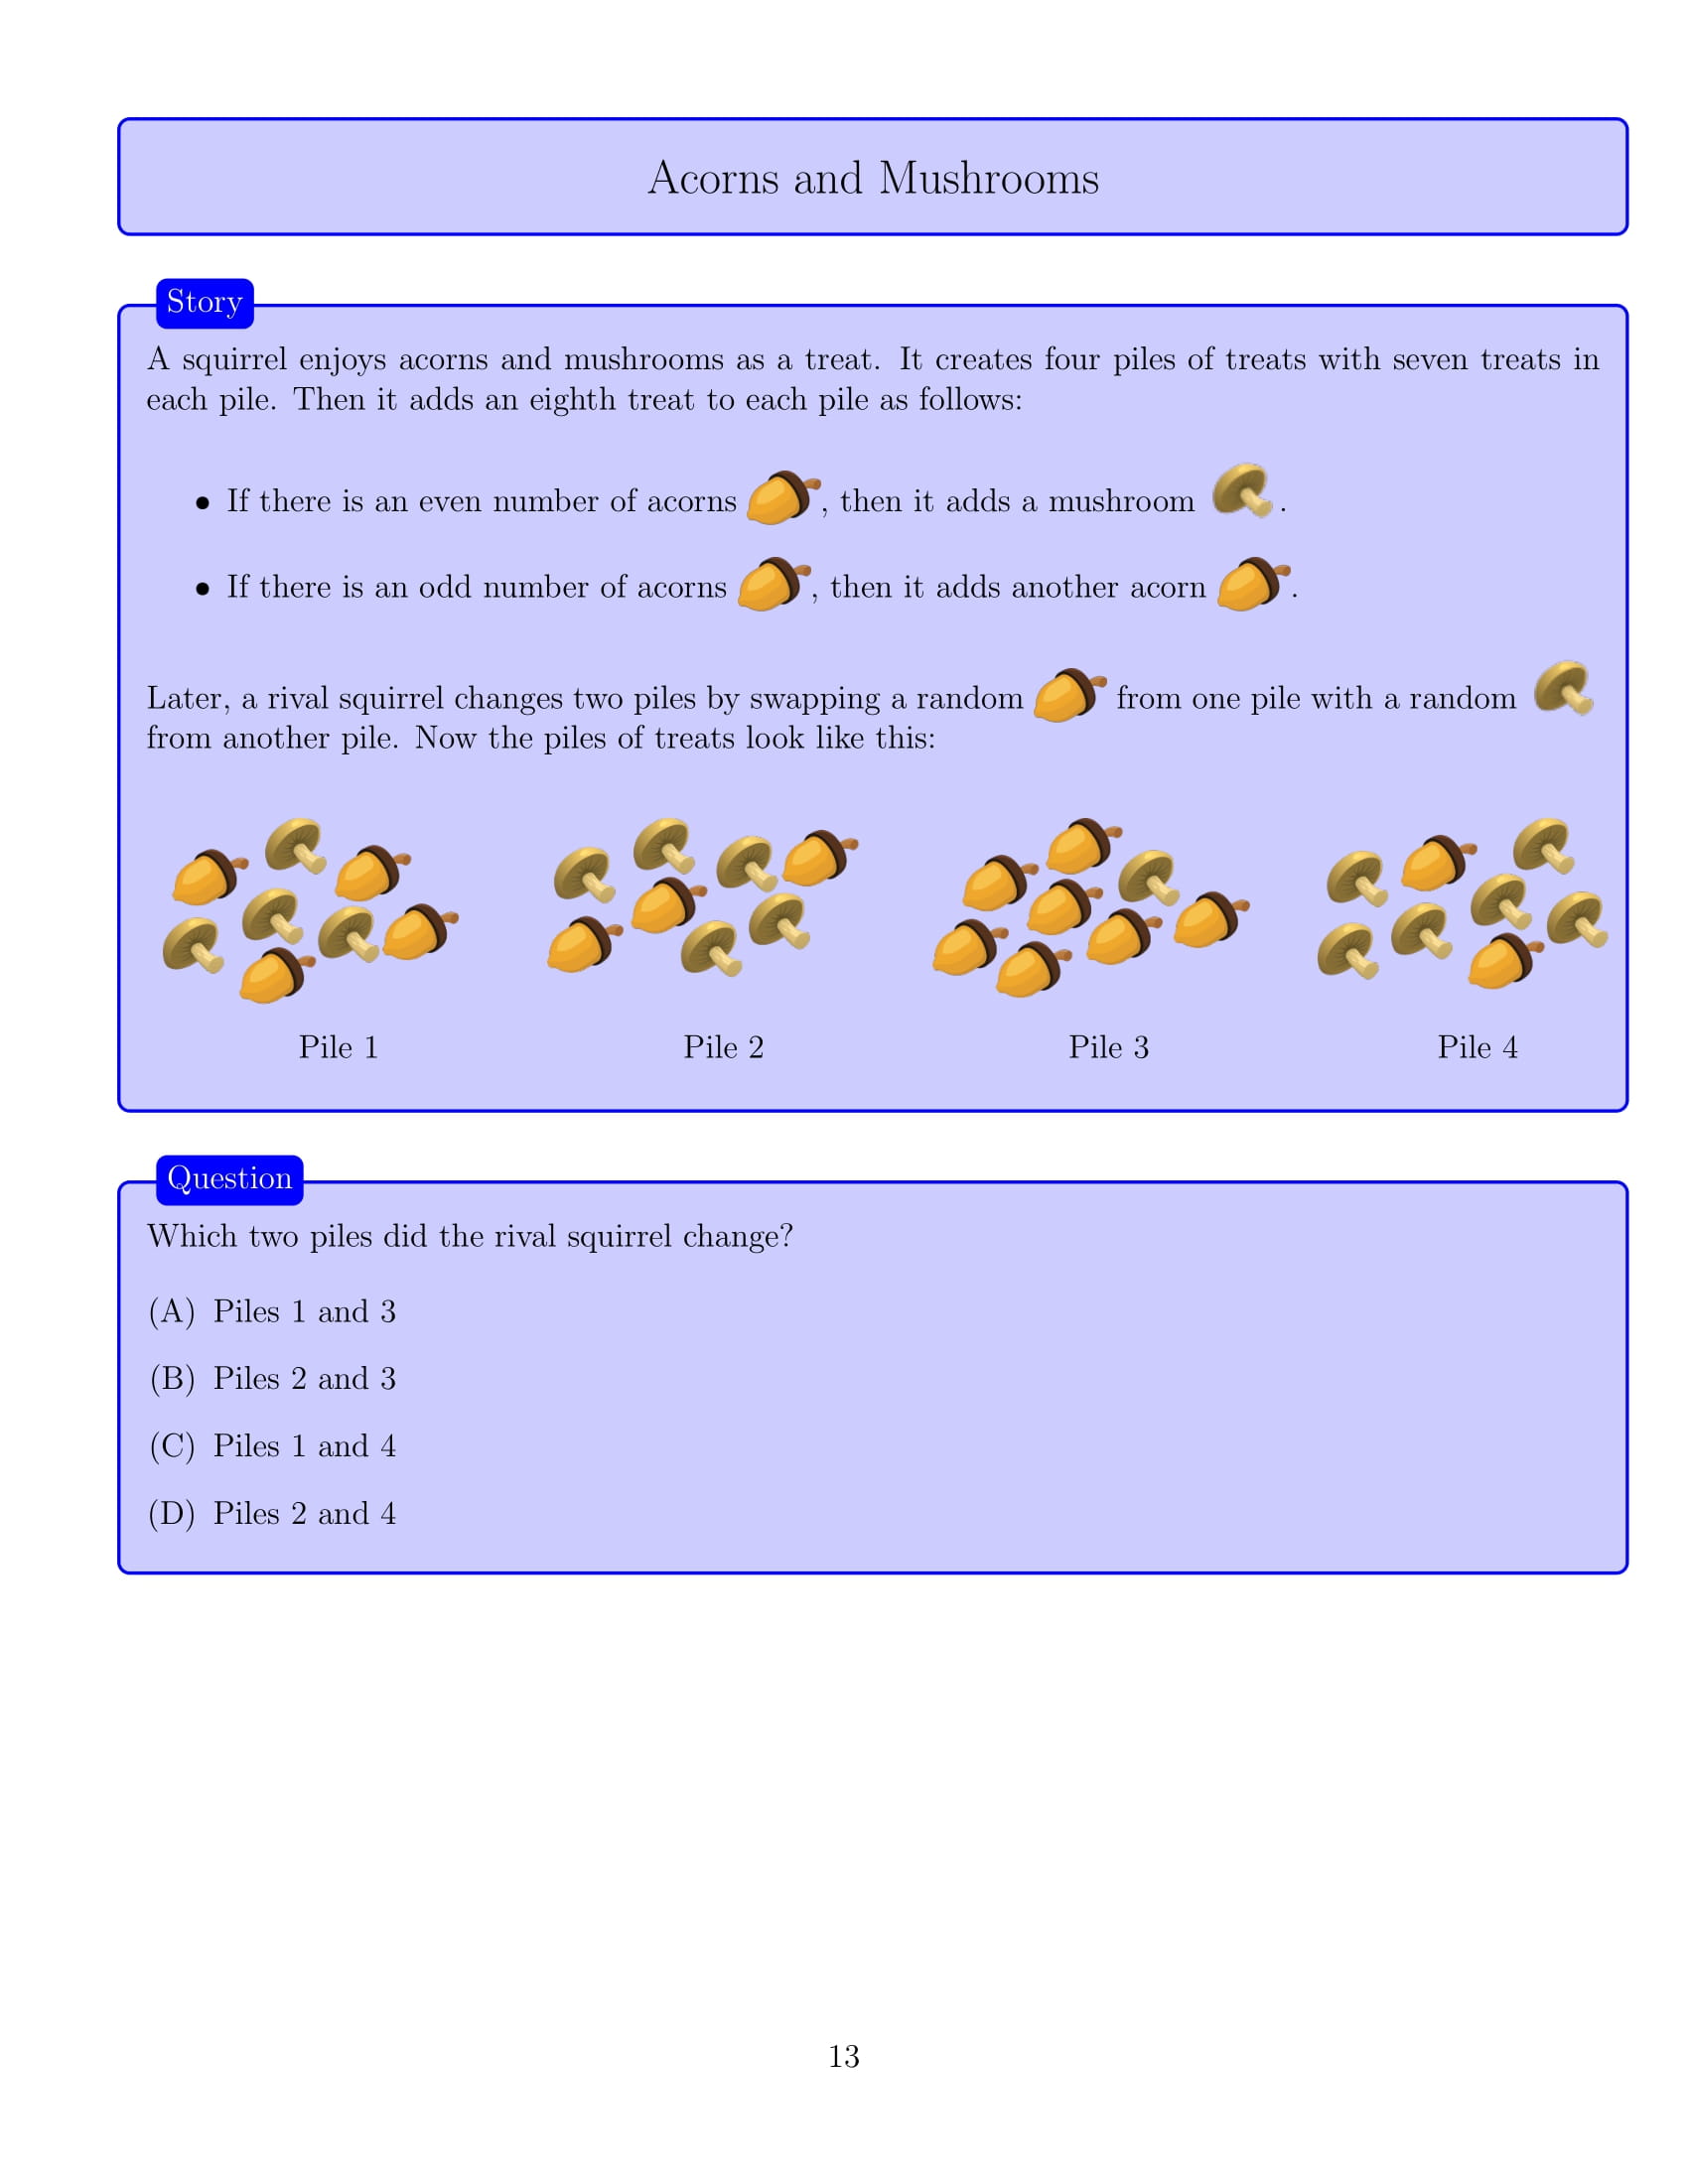 Acorns and Mushrooms
Story
A squirrel enjoys acorns and mushrooms as a treat. It creates four piles of treats with seven treats in
each pile. Then it adds an eighth treat to each pile as follows:
• If there is an even number of acorns , then it adds a mushroom .
• If there is an odd number of acorns , then it adds another acorn .
Later, a rival squirrel changes two piles by swapping a random from one pile with a random
from another pile. Now the piles of treats look like this:
Pile 1 Pile 2 Pile 3 Pile 4
Question
Which two piles did the rival squirrel change?
(A) Piles 1 and 3
(B) Piles 2 and 3
(C) Piles 1 and 4
(D) Piles 2 and 4
13